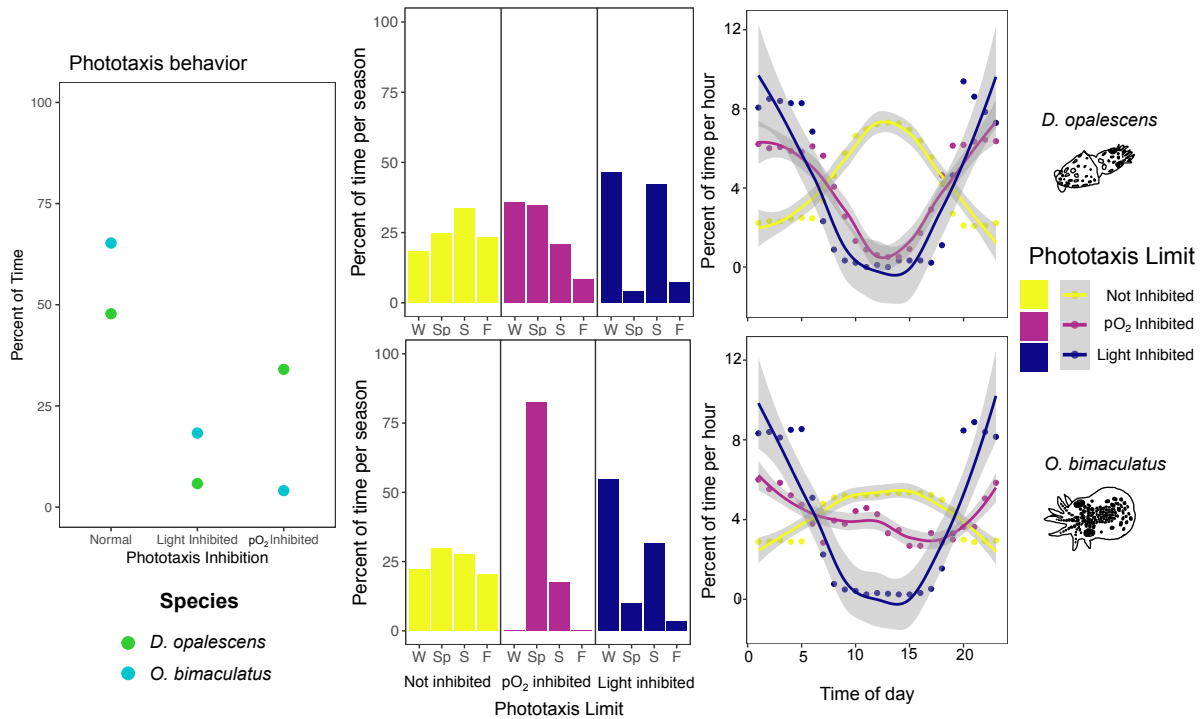 Phototaxis behavior
100
75
50
25
0
Percent of Time
Normal
Light Inhibited
pO2 Inhibited
Phototaxis Inhibition
Species
D. opalescens
O. bimaculatus
Percent of time per season
100
75
50
25
0
W Sp S F
W Sp S F
W Sp S F
Percent of time per season
100
75
50
25
0
W Sp S F
W Sp S F
W Sp S F
Not inhibited
pO2 inhibited
Light inhibited
Phototaxis Limit
Percent of time per hour
12
8
4
0
Percent of time per hour
12
8
4
0
0 5 10 15 20
Time of day
D. opalescens
Phototaxis Limit
Not Inhibited
pO2 Inhibited
Light Inhibited
O. bimaculatus